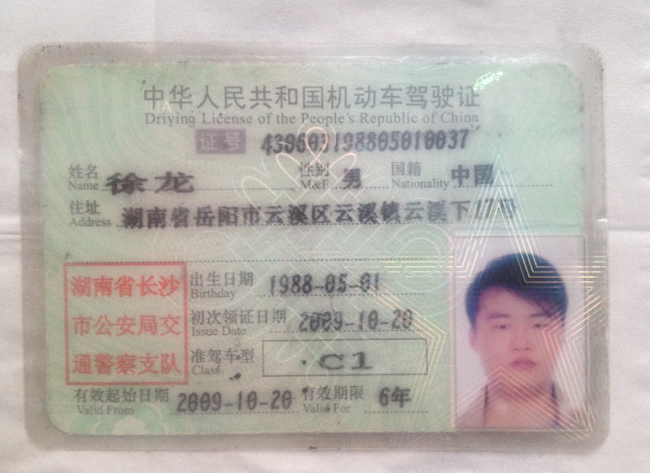 中华人民共和国机动车驾驶证
Driving License of the People's Republic of China
证号 430603198805010037
姓名 徐龙 性别 男 国籍 中国
Name M&F Nationality
住址 湖南省岳阳市云溪区云溪镇云溪下17号
Address
湖南省长沙
市公安局交
通警察支队
出生日期 1988-05-01
Birthday
初次领证日期 2009-10-20
Issue Date
准驾车型 C1
Class
有效起始日期 2009-10-20 有效期限 6年
Valid From Valid For